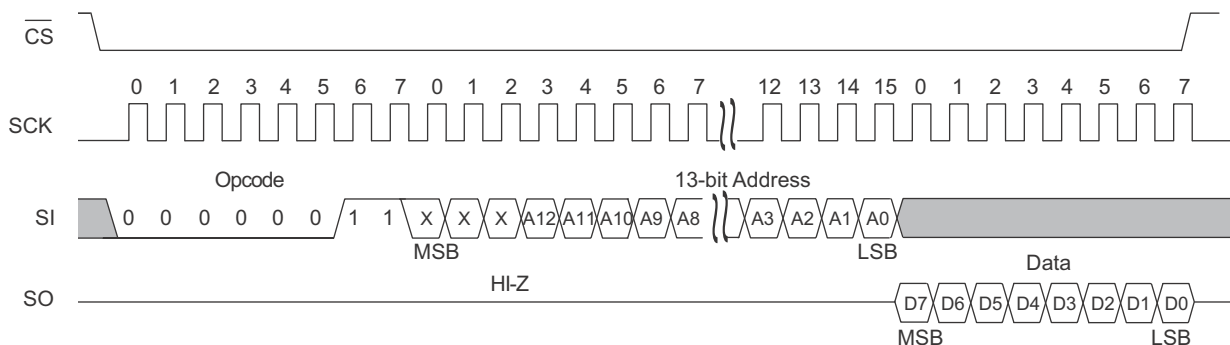 CS
0 1 2 3 4 5 6 7 0 1 2 3 4 5 6 7 12 13 14 15 0 1 2 3 4 5 6 7
SCK
Opcode 13-bit Address
SI 0 0 0 0 0 0 1 1 X X X A12 A11 A10 A9 A8 A3 A2 A1 A0
MSB LSB
HI-Z Data
SO D7 D6 D5 D4 D3 D2 D1 D0
MSB LSB